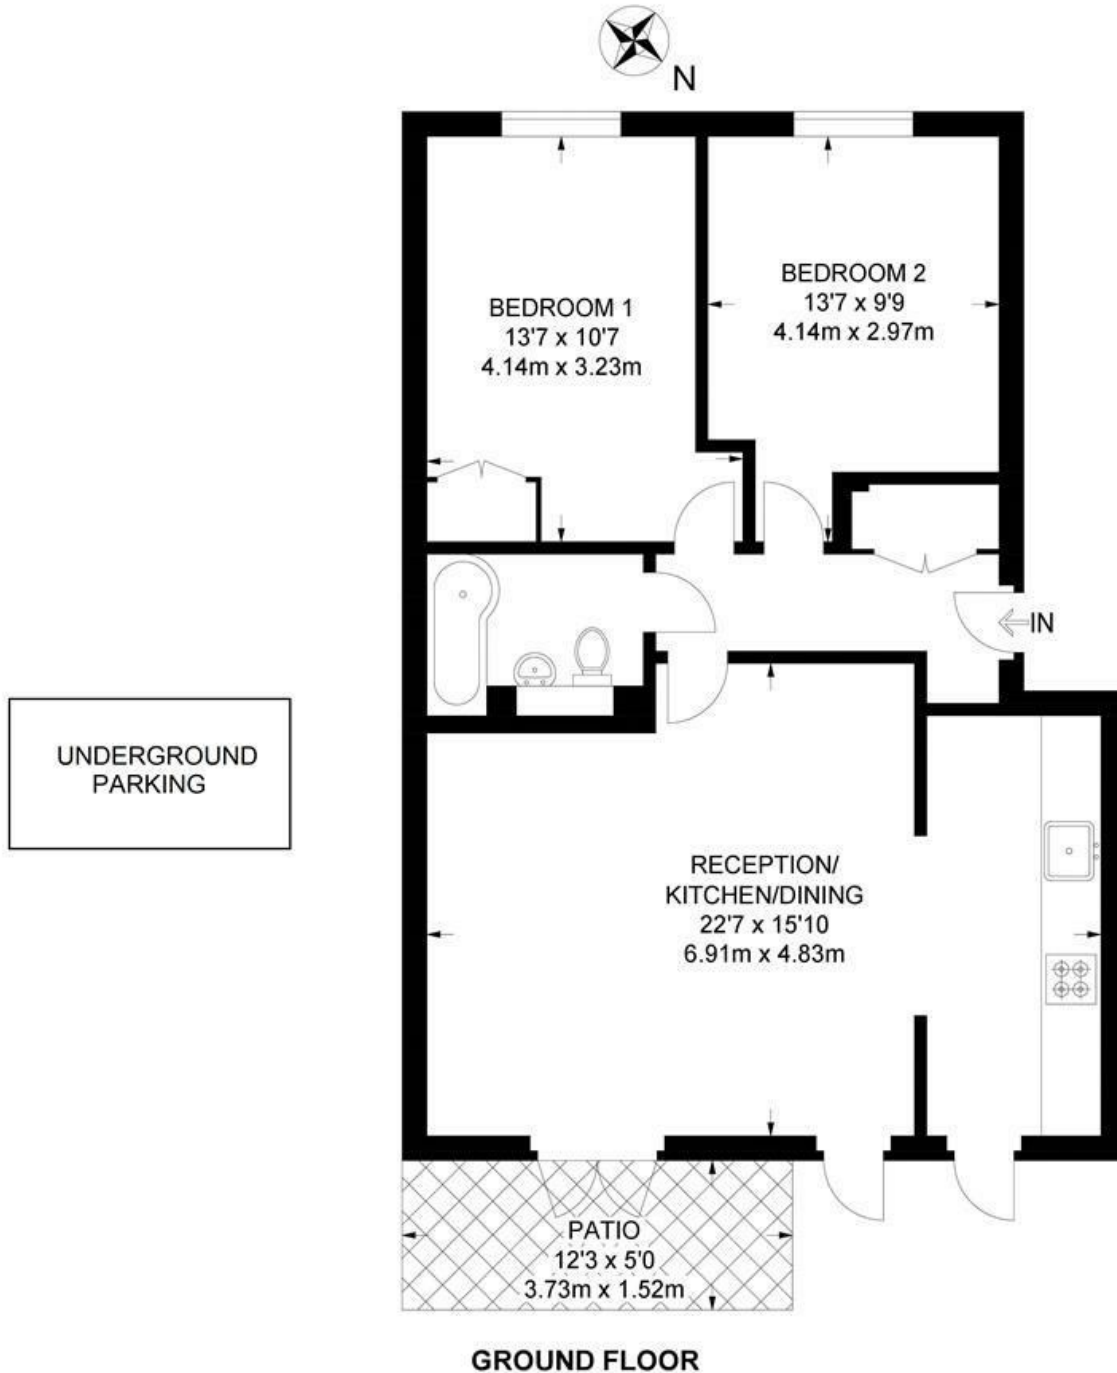 N
BEDROOM 1
13'7 x 10'7
4.14m x 3.23m
BEDROOM 2
13'7 x 9'9
4.14m x 2.97m
IN
UNDERGROUND
PARKING
RECEPTION/
KITCHEN/DINING
22'7 x 15'10
6.91m x 4.83m
PATIO
12'3 x 5'0
3.73m x 1.52m
GROUND FLOOR